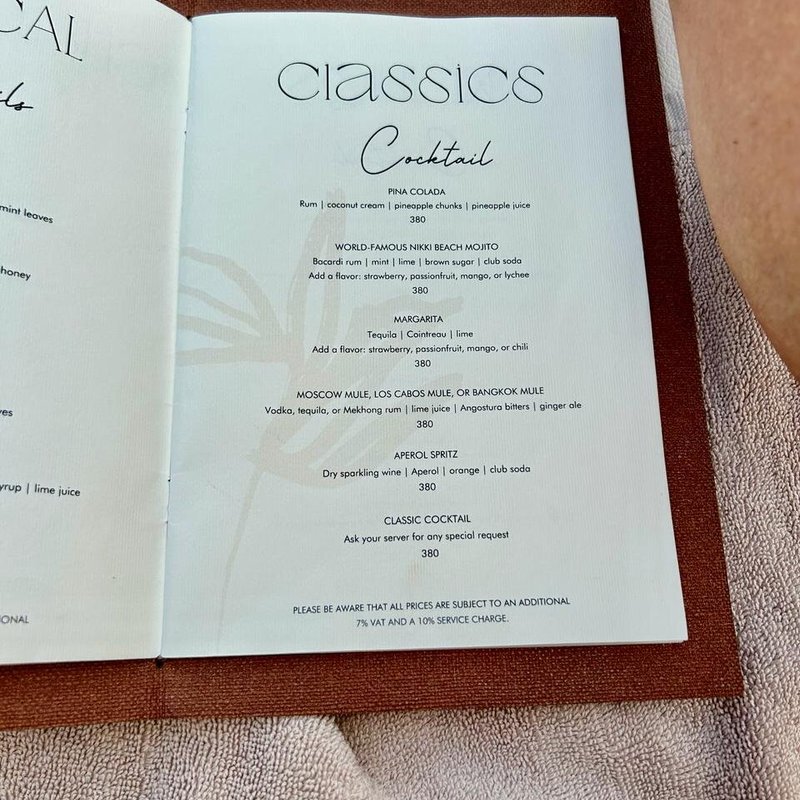 CAL
mint leaves
honey
yrup | lime juice
IONAL
classics
Cocktail
PINA COLADA
Rum | coconut cream | pineapple chunks | pineapple juice
380
WORLD-FAMOUS NIKKI BEACH MOJITO
Bacardi rum | mint | lime | brown sugar | club soda
Add a flavor: strawberry, passionfruit, mango, or lychee
380
MARGARITA
Tequila | Cointreau | lime
Add a flavor: strawberry, passionfruit, mango, or chili
380
MOSCOW MULE, LOS CABOS MULE, OR BANGKOK MULE
Vodka, tequila, or Mekhong rum | lime juice | Angostura bitters | ginger ale
380
APEROL SPRITZ
Dry sparkling wine | Aperol | orange | club soda
380
CLASSIC COCKTAIL
Ask your server for any special request
380
PLEASE BE AWARE THAT ALL PRICES ARE SUBJECT TO AN ADDITIONAL
7% VAT AND A 10% SERVICE CHARGE.